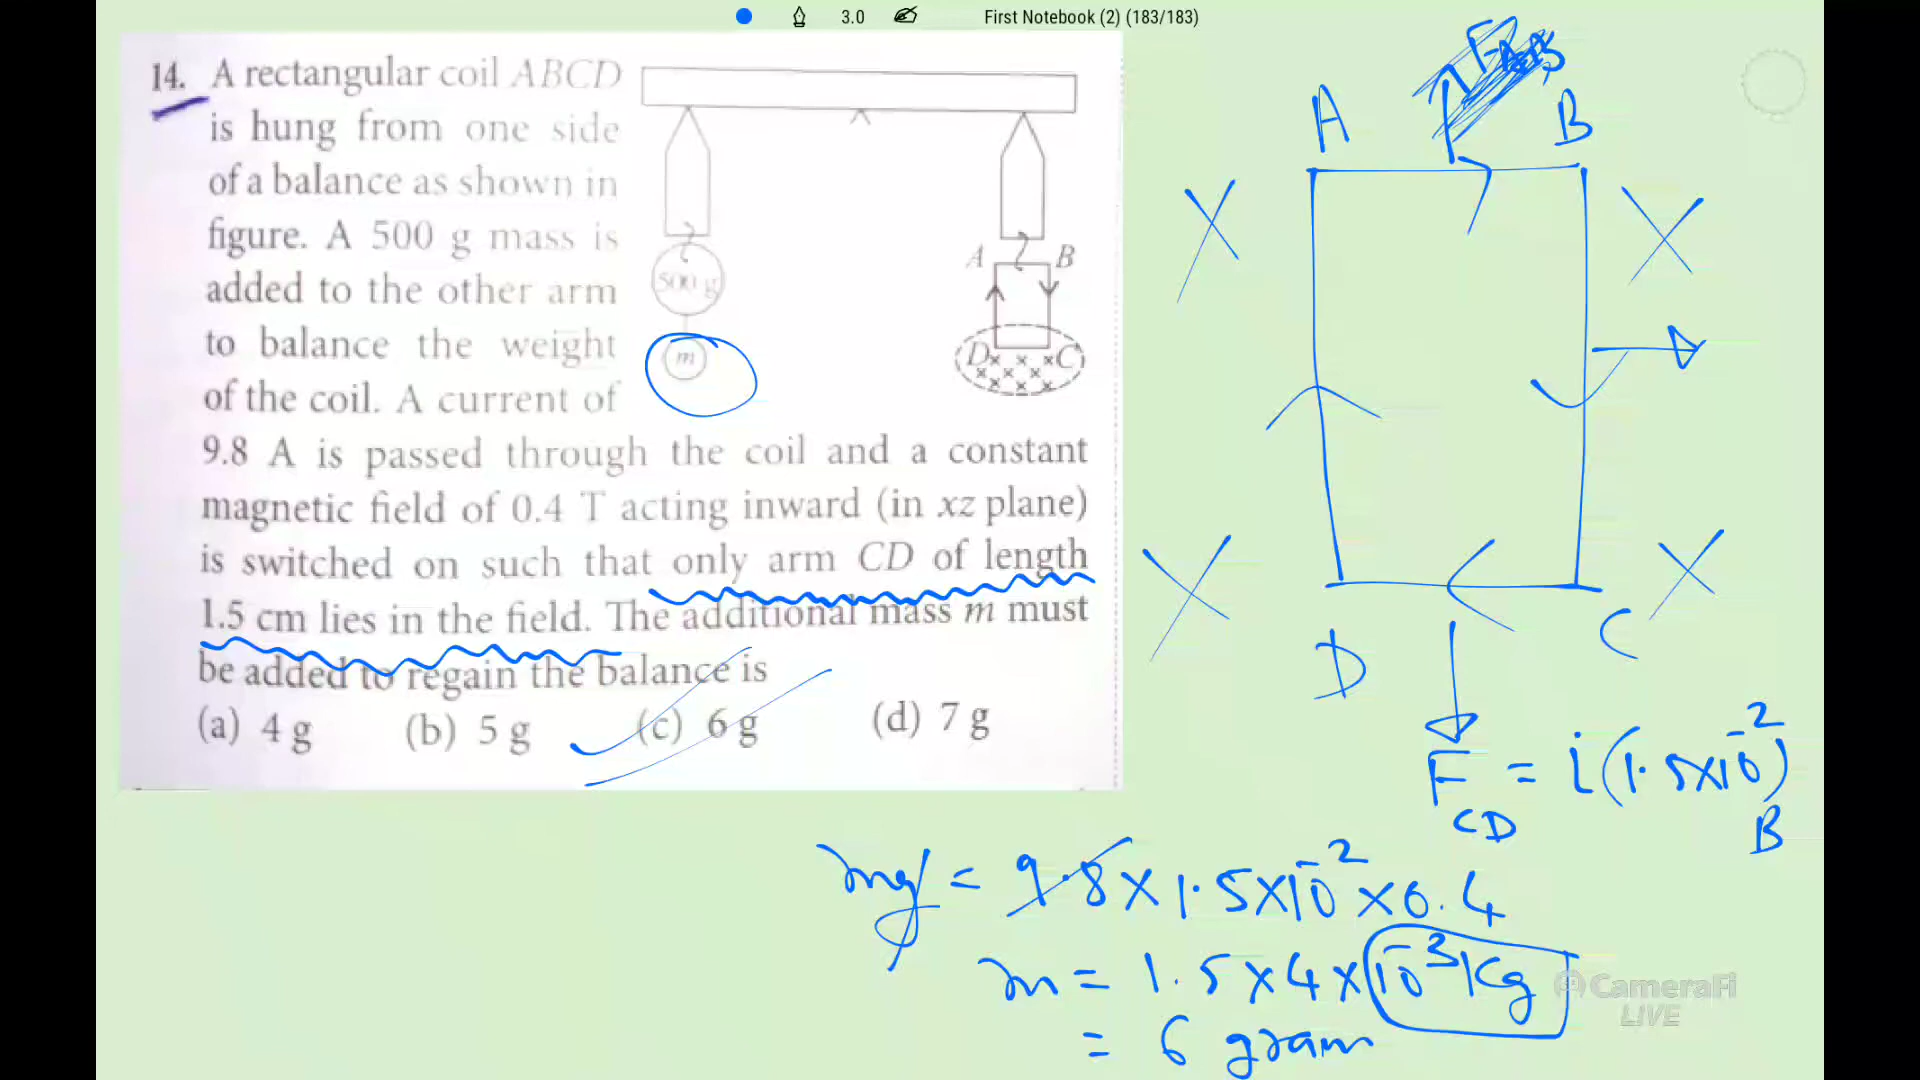 3.0 First Notebook (2) (183/183)
14. A rectangular coil ABCD
is hung from one side
of a balance as shown in
figure. A 500 g mass is
added to the other arm
to balance the weight
of the coil. A current of
9.8 A is passed through the coil and a constant
magnetic field of 0.4 T acting inward (in xz plane)
is switched on such that only arm CD of length
1.5 cm lies in the field. The additional mass m must
be added to regain the balance is
(a) 4 g (b) 5 g (c) 6 g (d) 7 g
500 g
m
A B
D C
A B
D C
F CD = i(1.5×10⁻²) B
mg = 9.8×1.5×10⁻²×0.4
m = 1.5×4×10⁻³ Kg
= 6 gram
CameraFi
LIVE